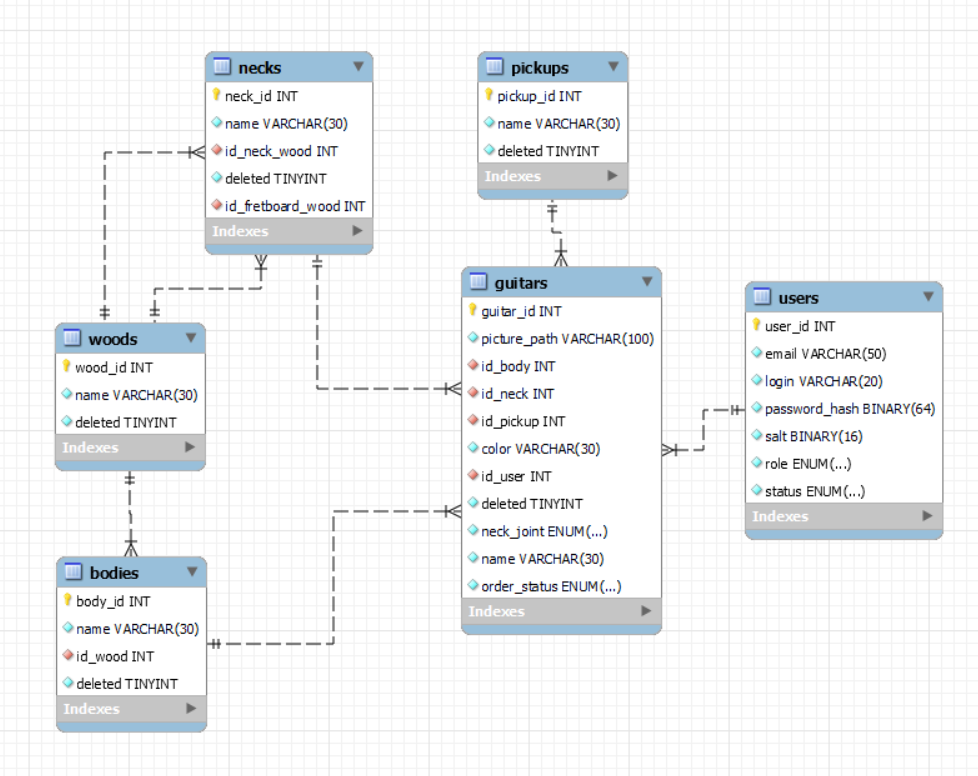 necks
neck_id INT
name VARCHAR(30)
id_neck_wood INT
deleted TINYINT
id_fretboard_wood INT
Indexes
pickups
pickup_id INT
name VARCHAR(30)
deleted TINYINT
Indexes
guitars
guitar_id INT
picture_path VARCHAR(100)
id_body INT
id_neck INT
id_pickup INT
color VARCHAR(30)
id_user INT
deleted TINYINT
neck_joint ENUM(...)
name VARCHAR(30)
order_status ENUM(...)
Indexes
users
user_id INT
email VARCHAR(50)
login VARCHAR(20)
password_hash BINARY(64)
salt BINARY(16)
role ENUM(...)
status ENUM(...)
Indexes
woods
wood_id INT
name VARCHAR(30)
deleted TINYINT
Indexes
bodies
body_id INT
name VARCHAR(30)
id_wood INT
deleted TINYINT
Indexes